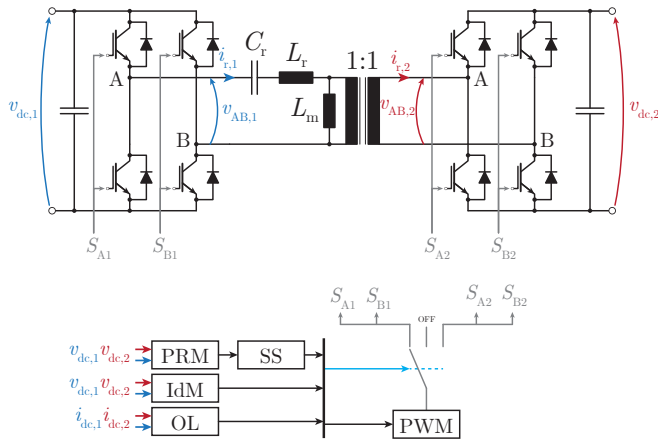 C_r L_r 1:1
i_r,1 i_r,2
A A
v_dc,1 v_AB,1 L_m v_AB,2 v_dc,2
B B
S_A1 S_B1 S_A2 S_B2
S_A1 S_B1 OFF S_A2 S_B2
v_dc,1 v_dc,2 PRM SS
v_dc,1 v_dc,2 IdM
i_dc,1 i_dc,2 OL PWM